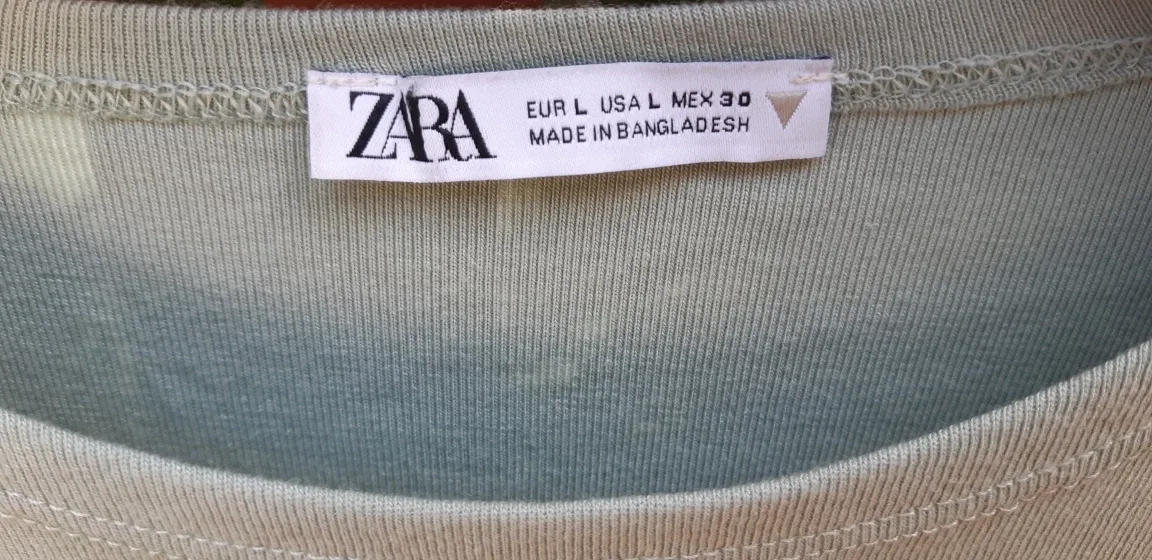 ZARA
EUR L USA L MEX 30
MADE IN BANGLADESH